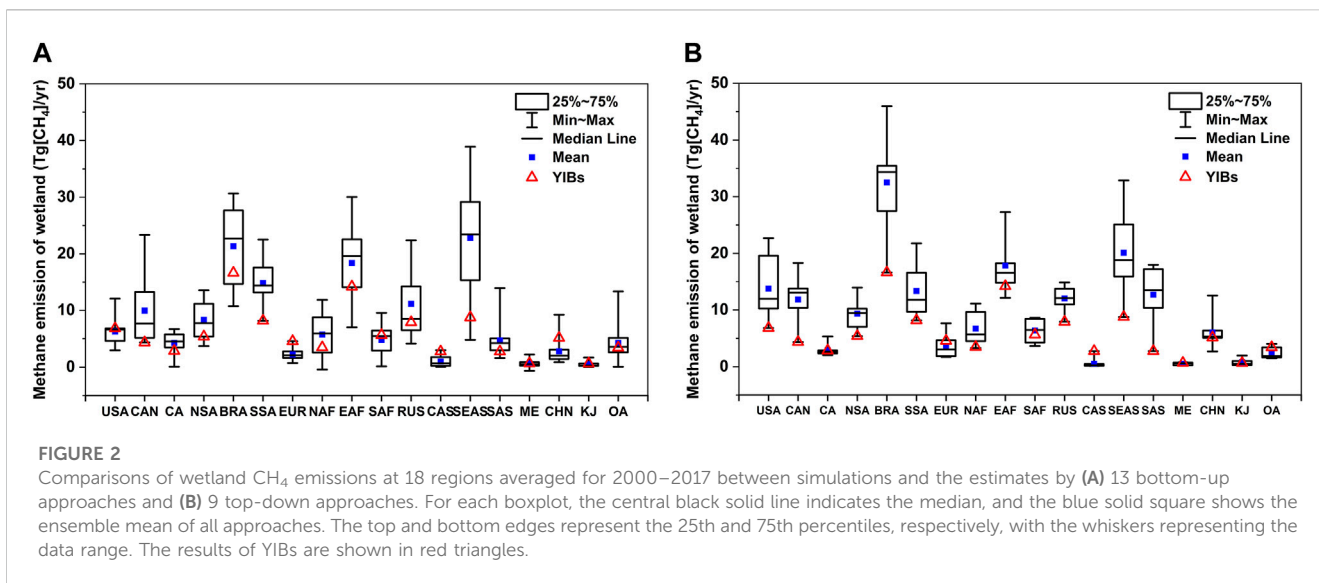 A
Methane emission of wetland (Tg[CH₄]/yr)
50
40
30
20
10
0
25%~75%
Min~Max
Median Line
Mean
YIBs
USA CAN CA NSA BRA SSA EUR NAF EAF SAF RUS CAS SEAS SAS ME CHN KJ OA
B
Methane emission of wetland (Tg[CH₄]/yr)
50
40
30
20
10
0
25%~75%
Min~Max
Median Line
Mean
YIBs
USA CAN CA NSA BRA SSA EUR NAF EAF SAF RUS CAS SEAS SAS ME CHN KJ OA
FIGURE 2
Comparisons of wetland CH₄ emissions at 18 regions averaged for 2000–2017 between simulations and the estimates by (A) 13 bottom-up
approaches and (B) 9 top-down approaches. For each boxplot, the central black solid line indicates the median, and the blue solid square shows the
ensemble mean of all approaches. The top and bottom edges represent the 25th and 75th percentiles, respectively, with the whiskers representing the
data range. The results of YIBs are shown in red triangles.